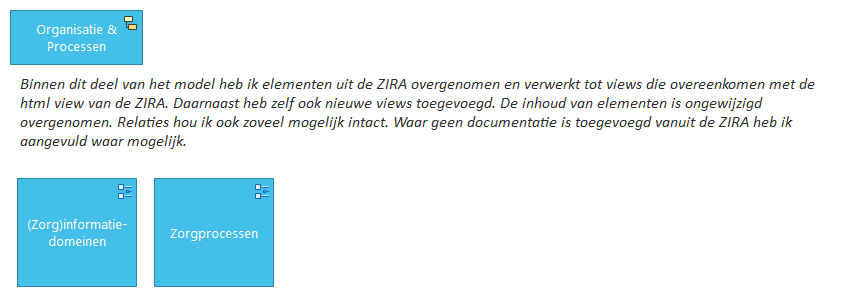 Organisatie &
Processen
Binnen dit deel van het model heb ik elementen uit de ZIRA overgenomen en verwerkt tot views die overeenkomen met de
html view van de ZIRA. Daarnaast heb zelf ook nieuwe views toegevoegd. De inhoud van elementen is ongewijzigd
overgenomen. Relaties hou ik ook zoveel mogelijk intact. Waar geen documentatie is toegevoegd vanuit de ZIRA heb ik
aangevuld waar mogelijk.
(Zorg)informatie-
domeinen
Zorgprocessen